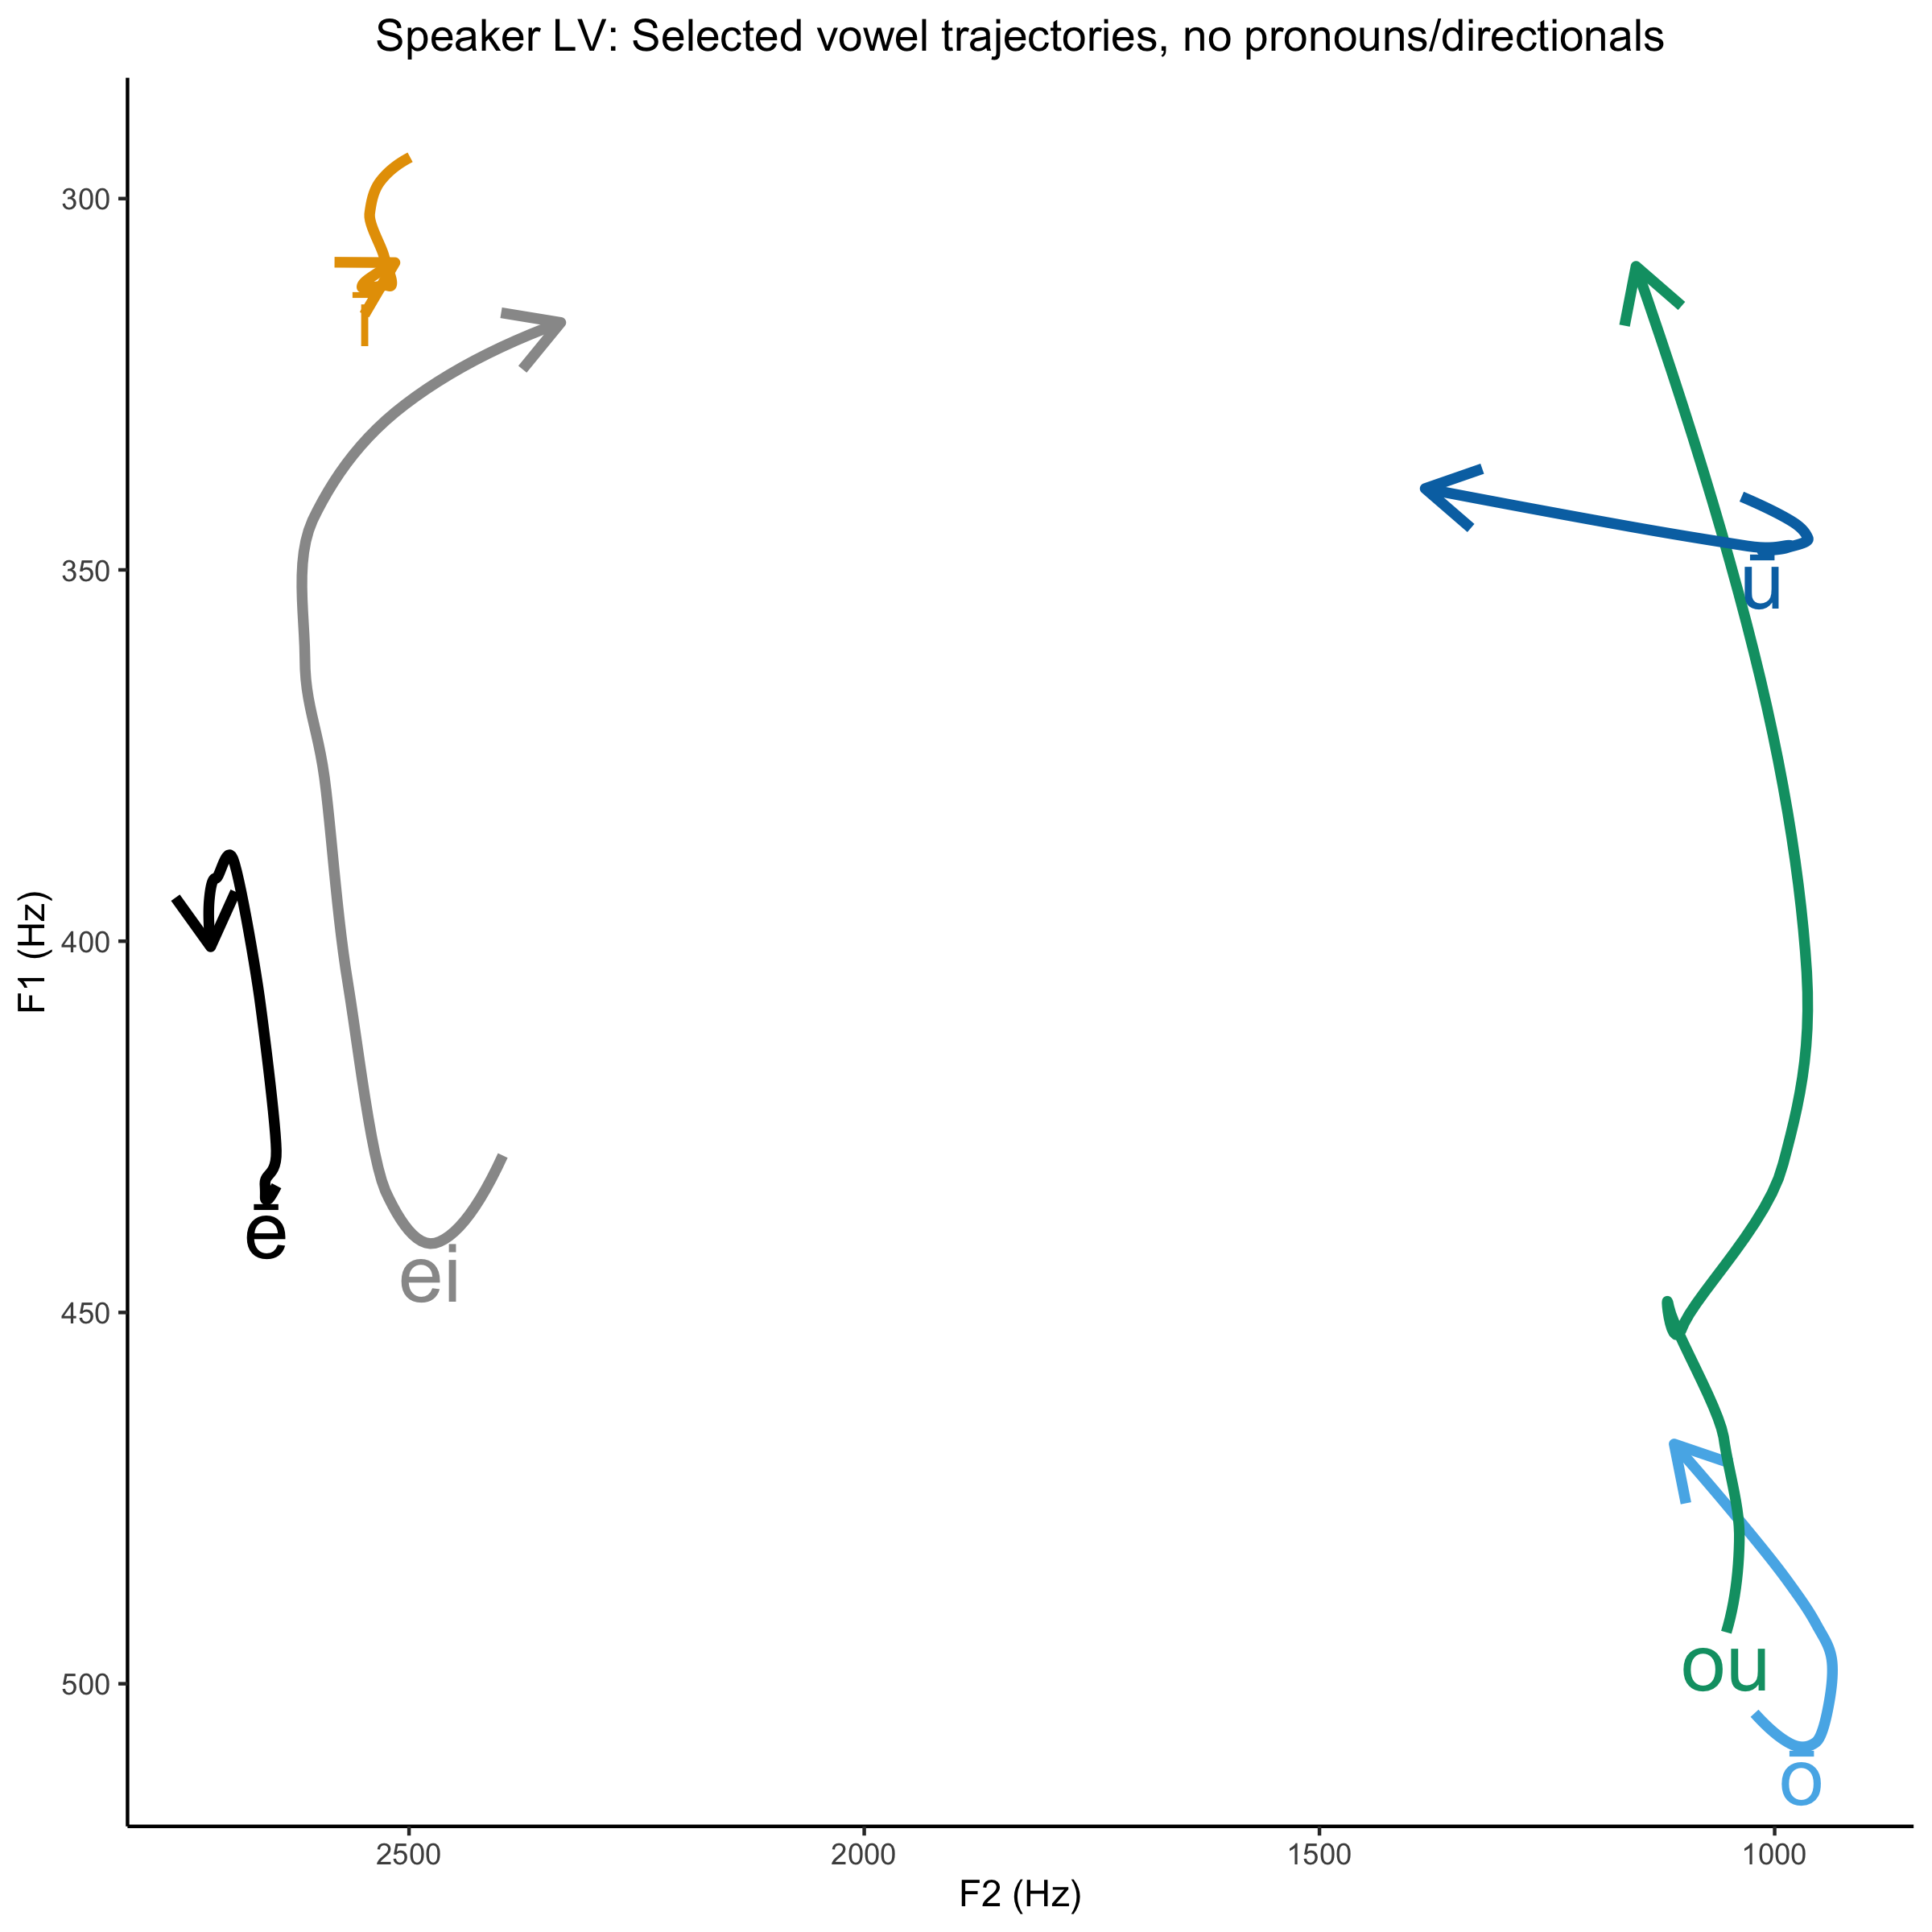 Speaker LV: Selected vowel trajectories, no pronouns/directionals
300
ī
350
ū
F1 (Hz)
400
ē
ei
450
ou
500
ō
2500 2000 1500 1000
F2 (Hz)